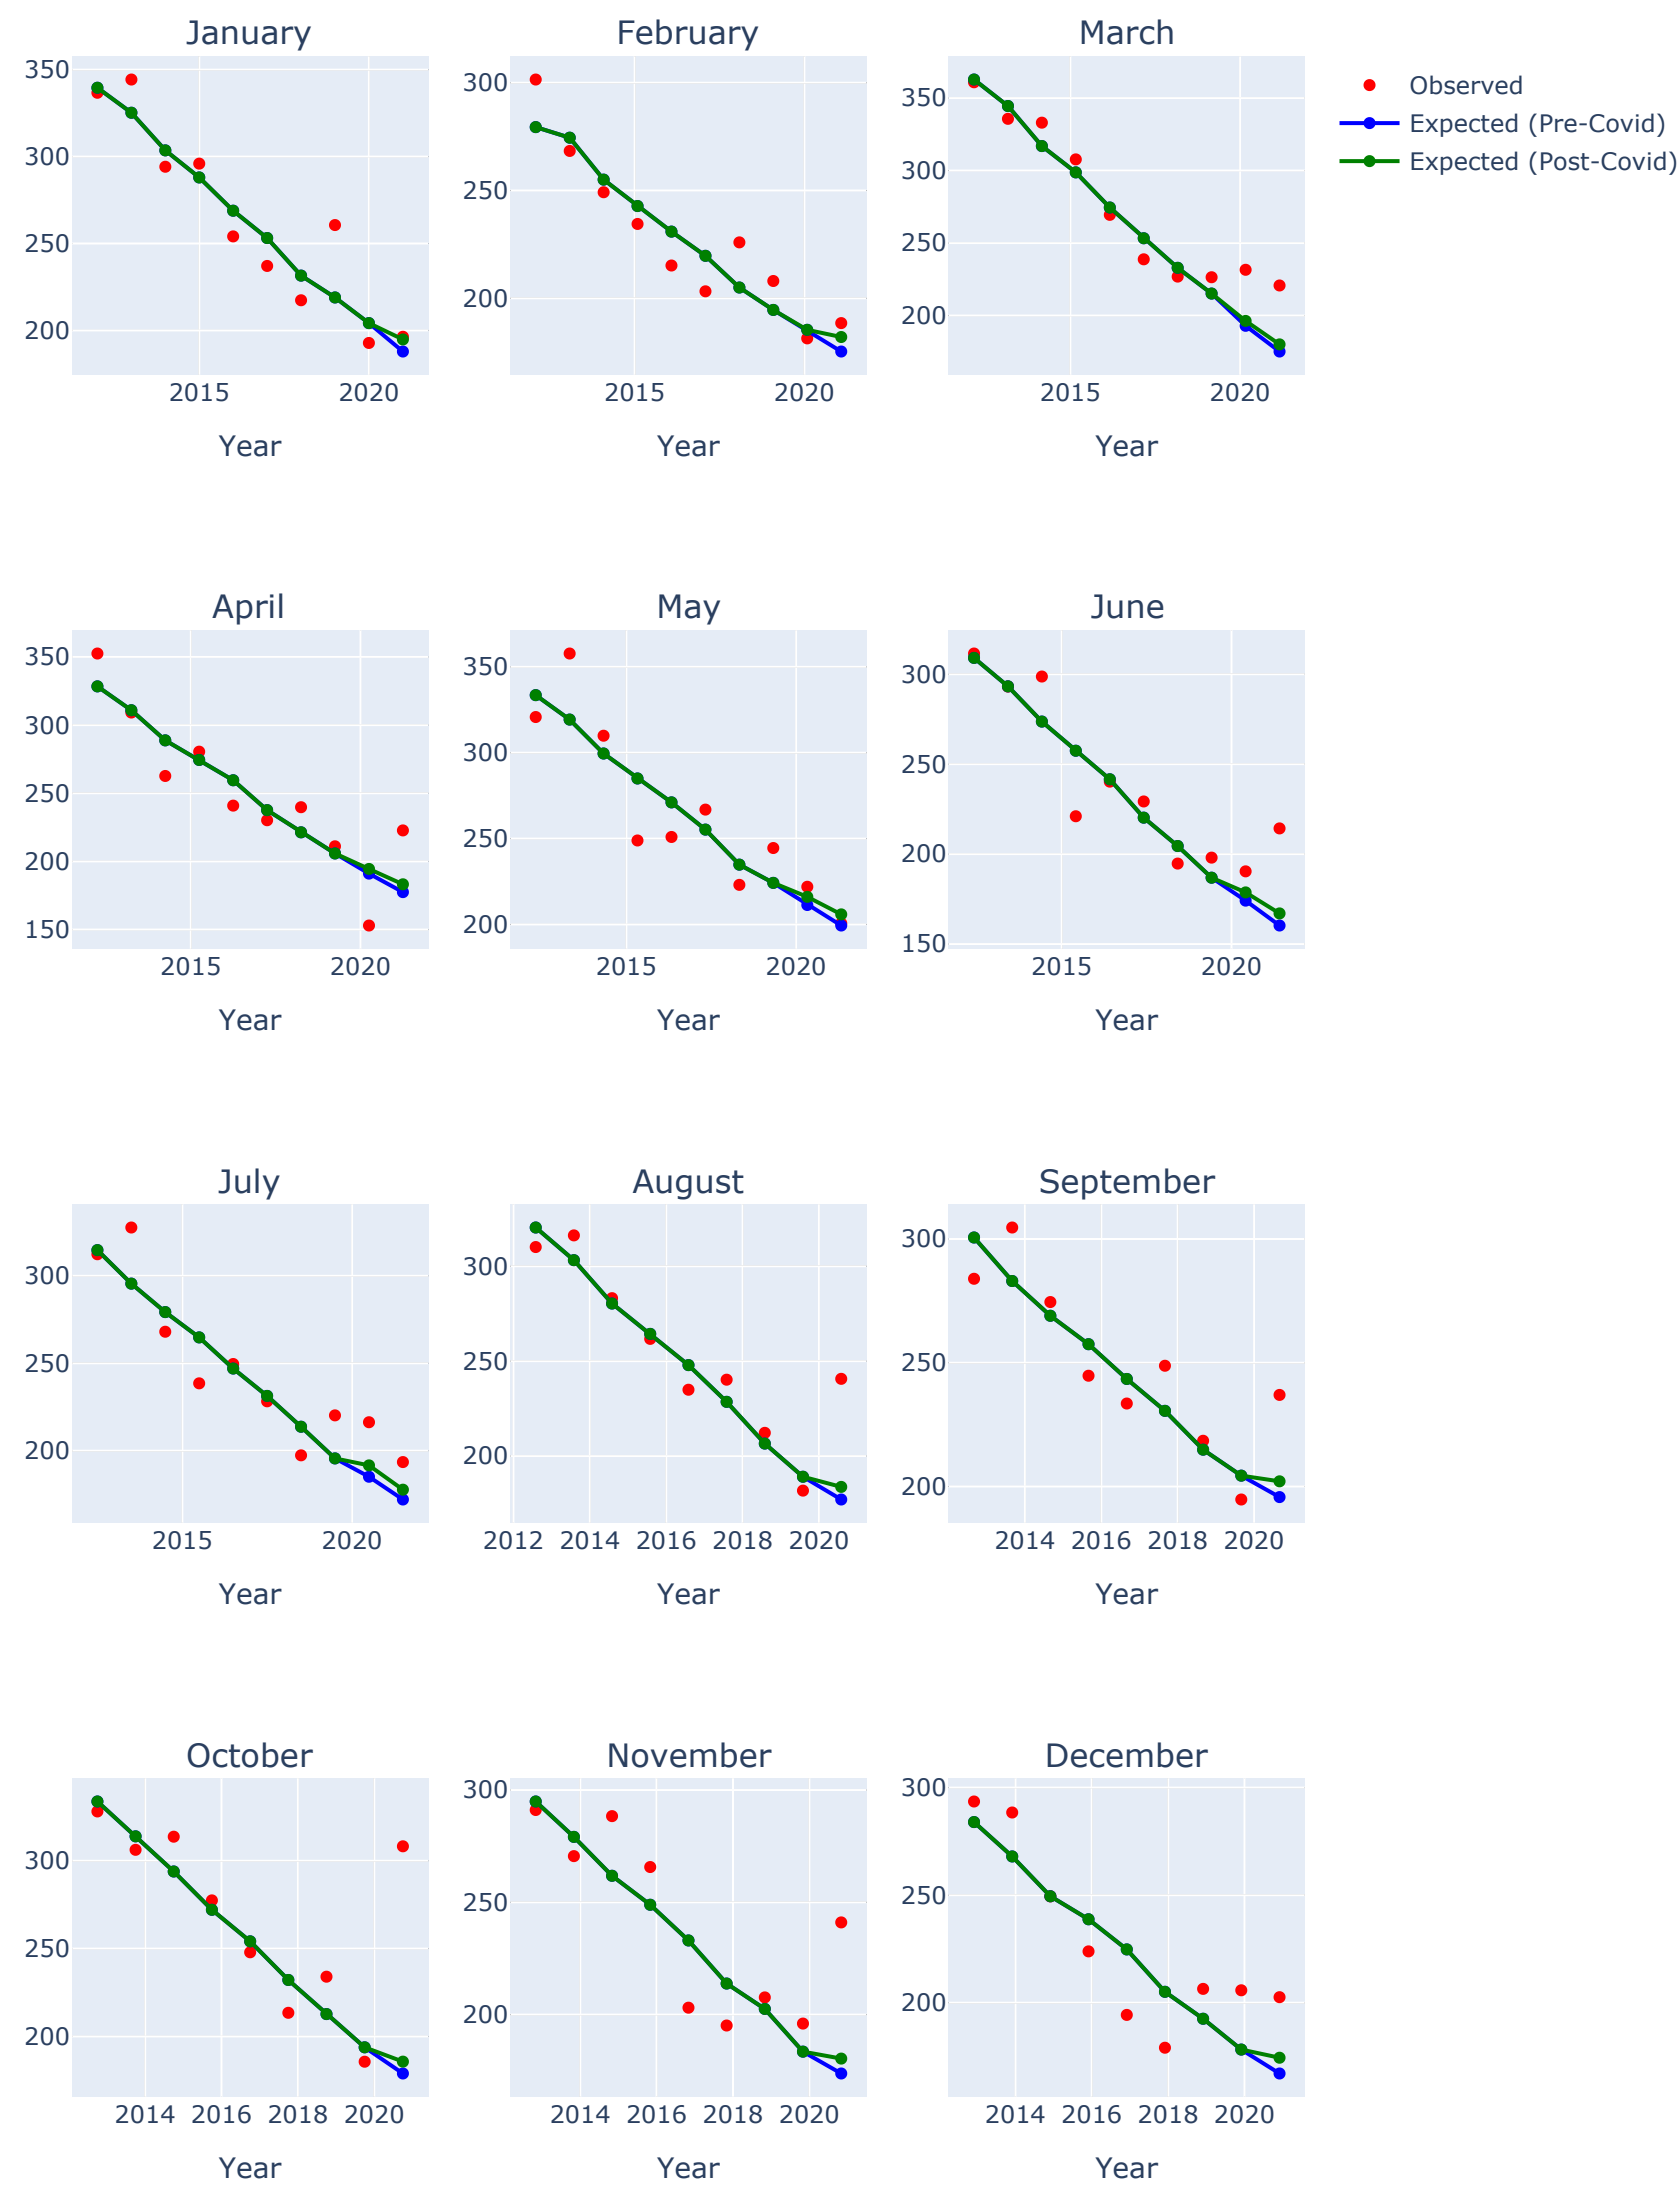 January
February
March
350
300
250
200
2015
2020
Year
300
250
200
2015
2020
Year
350
300
250
200
2015
2020
Year
Observed
Expected (Pre-Covid)
Expected (Post-Covid)
April
May
June
350
300
250
200
150
2015
2020
Year
350
300
250
200
2015
2020
Year
300
250
200
150
2015
2020
Year
July
August
September
300
250
200
2015
2020
Year
300
250
200
2012
2014
2016
2018
2020
Year
300
250
200
2014
2016
2018
2020
Year
October
November
December
300
250
200
2014
2016
2018
2020
Year
300
250
200
2014
2016
2018
2020
Year
300
250
200
2014
2016
2018
2020
Year